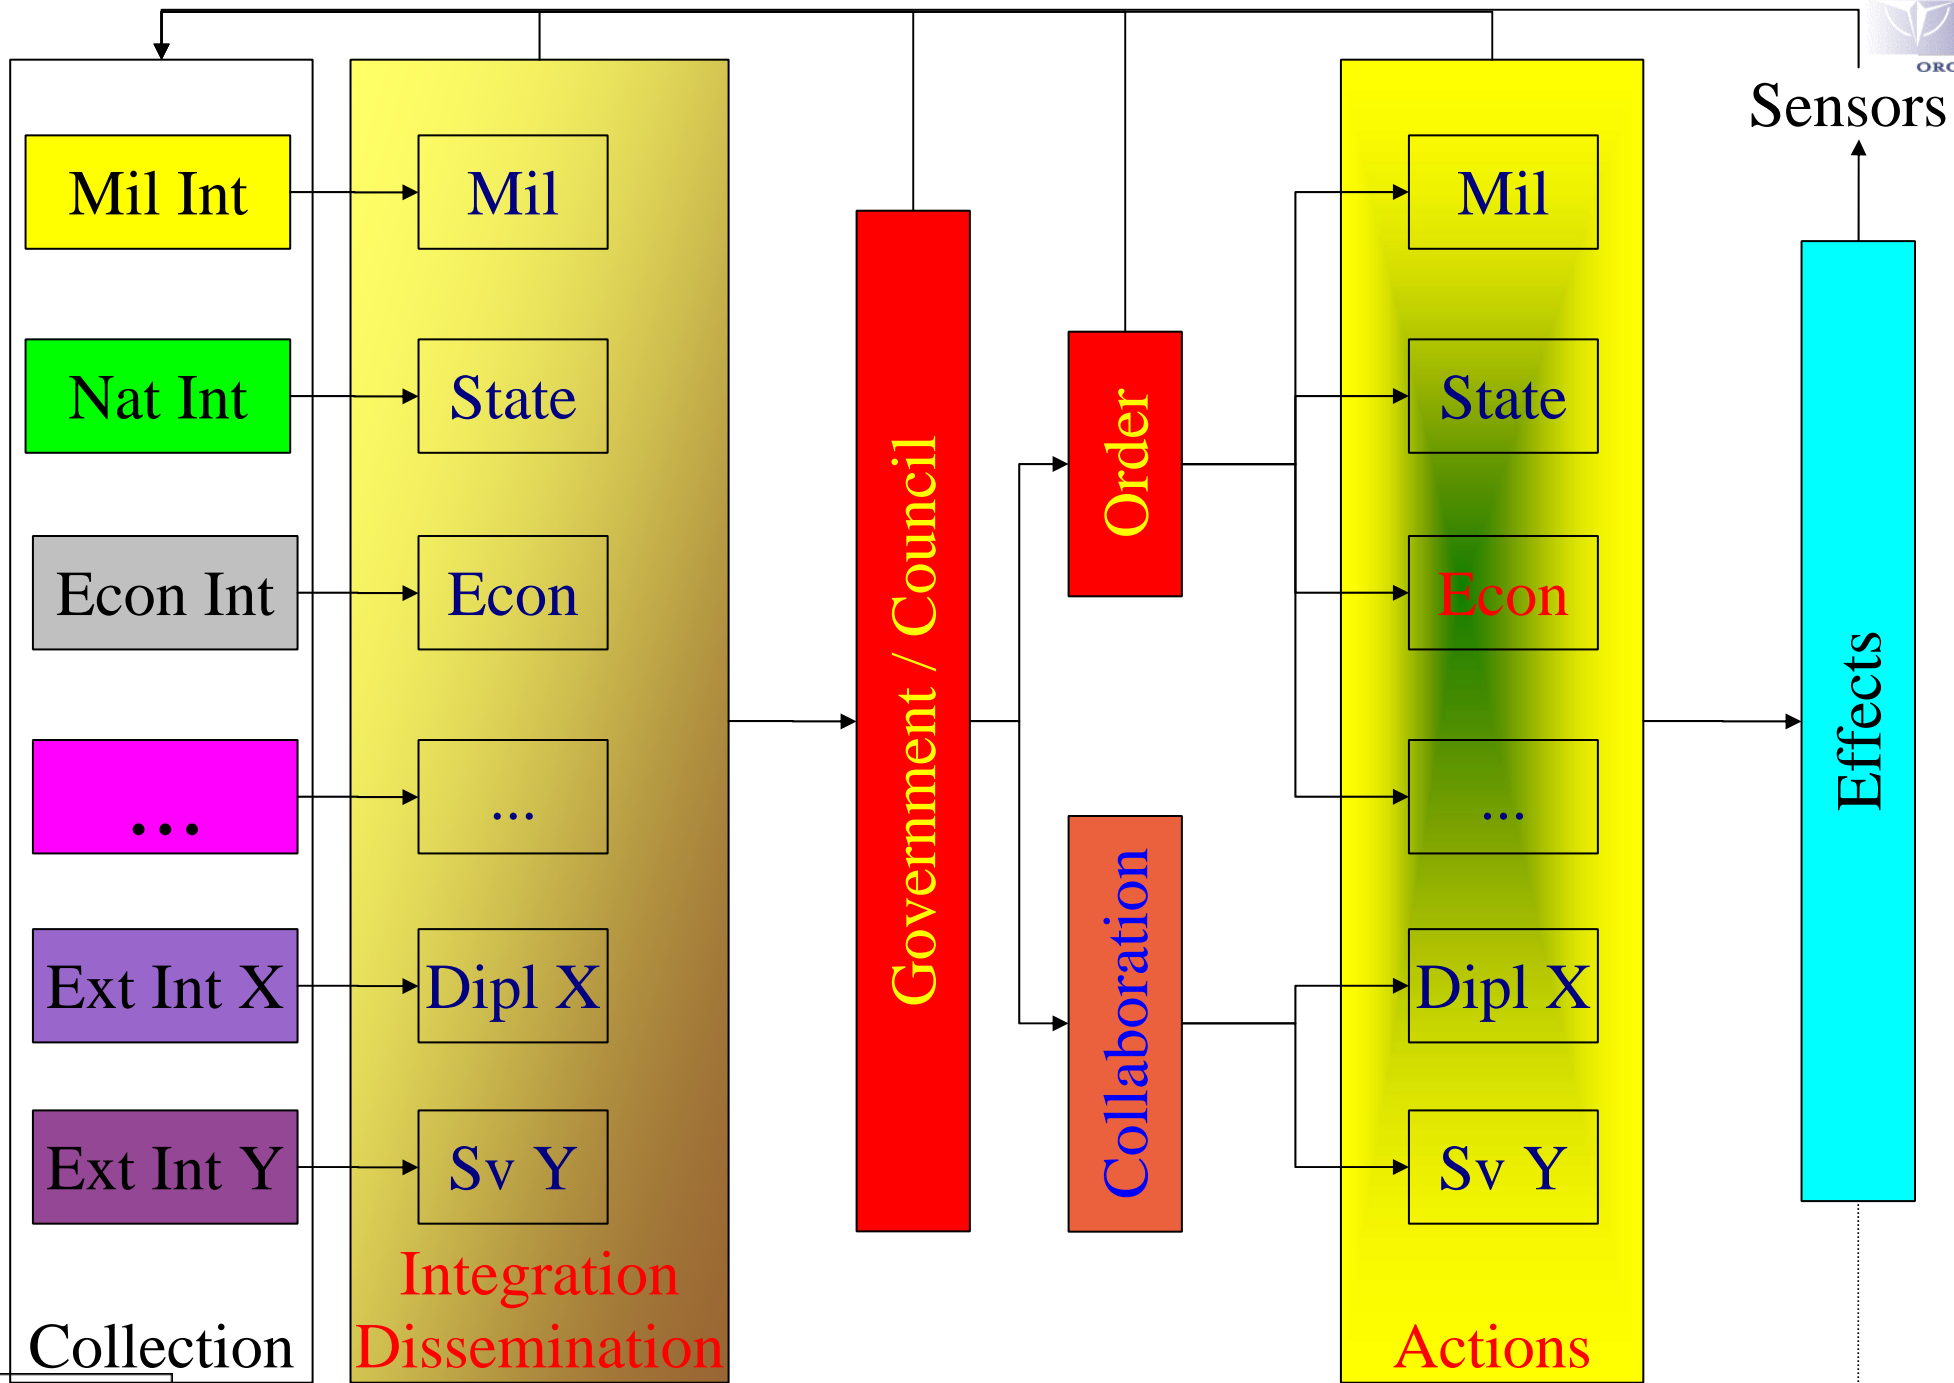 Mil Int
Nat Int
Econ Int
...
Ext Int X
Ext Int Y
Collection
Mil
State
Econ
...
Dipl X
Sv Y
Integration
Dissemination
Government / Council
Order
Collaboration
Mil
State
Econ
...
Dipl X
Sv Y
Actions
Sensors
Effects